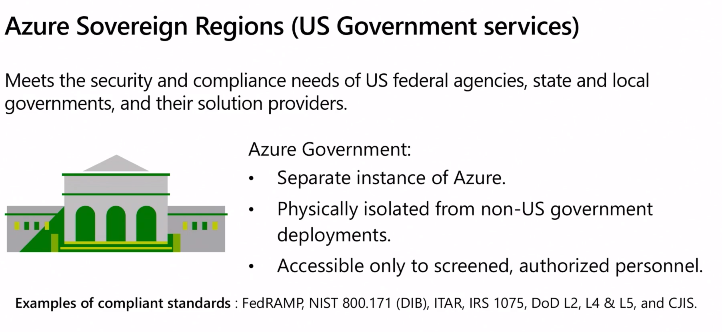 Azure Sovereign Regions (US Government services)
Meets the security and compliance needs of US federal agencies, state and local
governments, and their solution providers.
Azure Government:
• Separate instance of Azure.
• Physically isolated from non-US government
deployments.
• Accessible only to screened, authorized personnel.
Examples of compliant standards : FedRAMP, NIST 800.171 (DIB), ITAR, IRS 1075, DoD L2, L4 & L5, and CJIS.